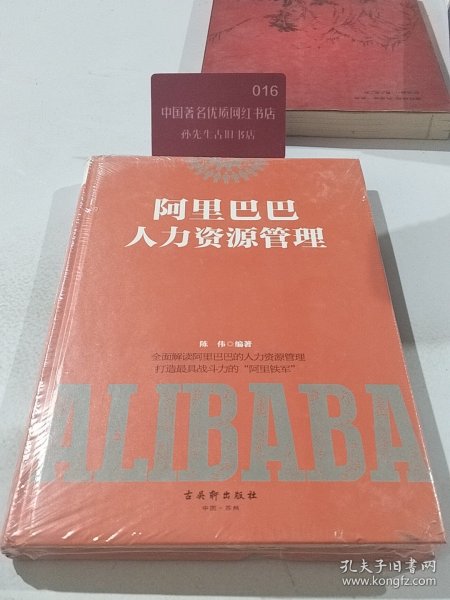 016
中国著名优质网红书店
孙先生古旧书店
阿里巴巴
人力资源管理
陈 伟◎编著
全面解读阿里巴巴的人力资源管理
打造最具战斗力的“阿里铁军”
ALIBABA
古吴轩出版社
中国·苏州
孔夫子旧书网
www.kongfz.com